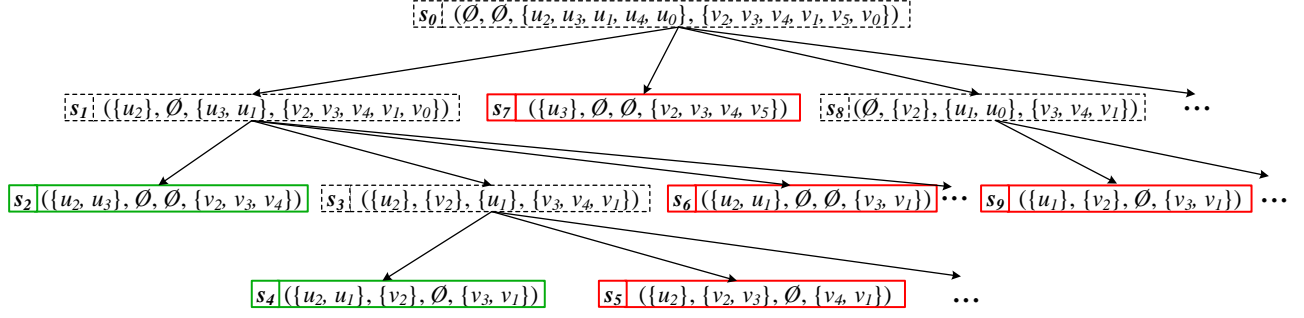 s₀ (Ø, Ø, {u₂, u₃, u₁, u₄, u₀}, {v₂, v₃, v₄, v₁, v₅, v₀})
s₁ ({u₂}, Ø, {u₃, u₁}, {v₂, v₃, v₄, v₁, v₀})
s₇ ({u₃}, Ø, Ø, {v₂, v₃, v₄, v₅})
s₈ (Ø, {v₂}, {u₁, u₀}, {v₃, v₄, v₁})
...
s₂ ({u₂, u₃}, Ø, Ø, {v₂, v₃, v₄})
s₃ ({u₂}, {v₂}, {u₁}, {v₃, v₄, v₁})
s₆ ({u₂, u₁}, Ø, Ø, {v₃, v₁})
...
s₉ ({u₁}, {v₂}, Ø, {v₃, v₁})
...
s₄ ({u₂, u₁}, {v₂}, Ø, {v₃, v₁})
s₅ ({u₂}, {v₂, v₃}, Ø, {v₄, v₁})
...